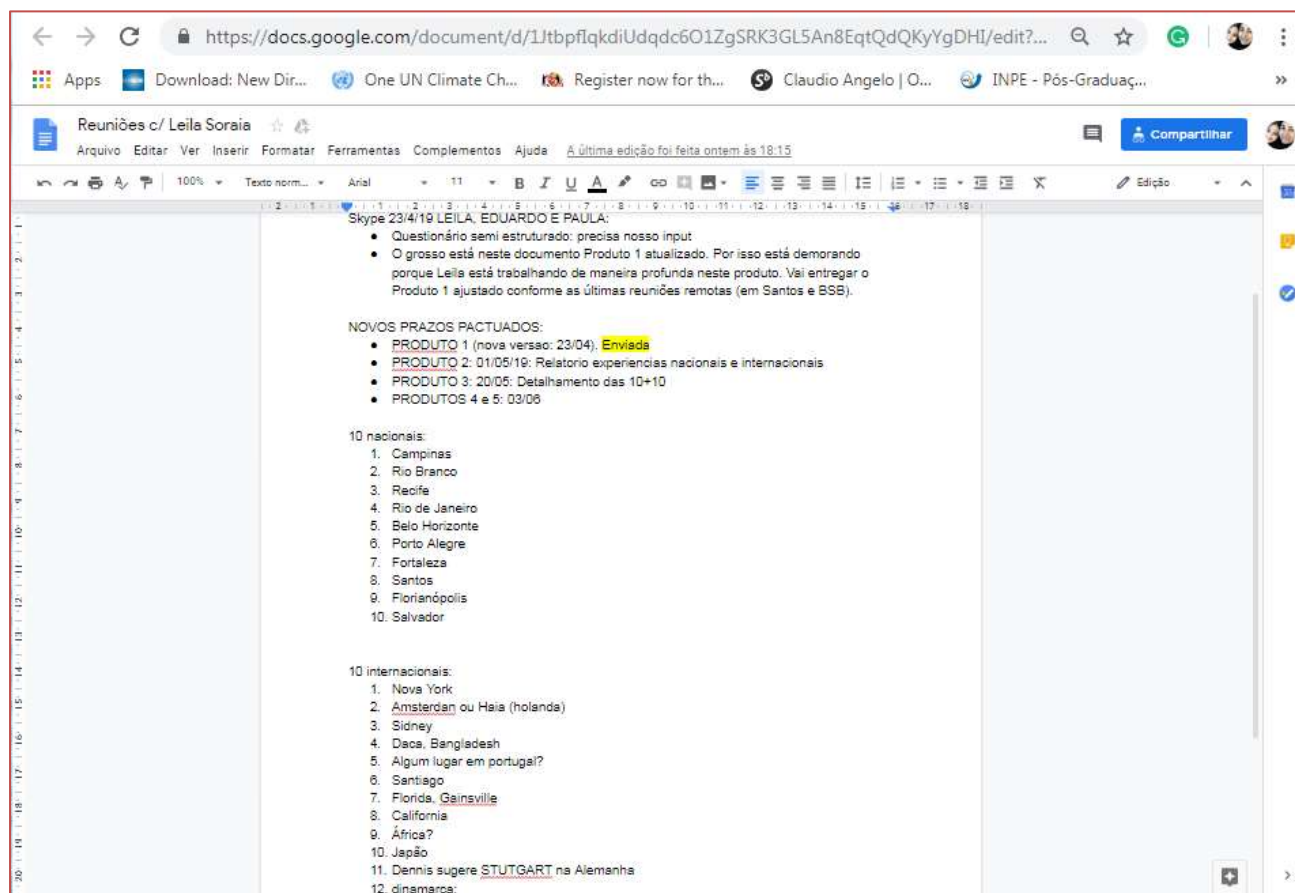 https://docs.google.com/document/d/1JtbpfIqkdiUdqdc6O1ZgSRK3GL5An8EqtQdQKyYgDHI/edit?...
Apps Download: New Dir... One UN Climate Ch... Register now for th... Claudio Angelo | O... INPE - Pós-Graduaç... »
Reuniões c/ Leila Soraia
Compartilhar
Arquivo Editar Ver Inserir Formatar Ferramentas Complementos Ajuda A última edição foi feita ontem às 18:15
100% Texto norm... Arial 11 B I U A Edição
Skype 23/4/19 LEILA, EDUARDO E PAULA:
● Questionário semi estruturado: precisa nosso input
● O grosso está neste documento Produto 1 atualizado. Por isso está demorando
porque Leila está trabalhando de maneira profunda neste produto. Vai entregar o
Produto 1 ajustado conforme as últimas reuniões remotas (em Santos e BSB).
NOVOS PRAZOS PACTUADOS:
● PRODUTO 1 (nova versao: 23/04). Enviada
● PRODUTO 2: 01/05/19: Relatorio experiencias nacionais e internacionais
● PRODUTO 3: 20/05: Detalhamento das 10+10
● PRODUTOS 4 e 5: 03/06
10 nacionais:
1. Campinas
2. Rio Branco
3. Recife
4. Rio de Janeiro
5. Belo Horizonte
6. Porto Alegre
7. Fortaleza
8. Santos
9. Florianópolis
10. Salvador
10 internacionais:
1. Nova York
2. Amsterdan ou Haia (holanda)
3. Sidney
4. Daca, Bangladesh
5. Algum lugar em portugal?
6. Santiago
7. Florida, Gainsville
8. California
9. África?
10. Japão
11. Dennis sugere STUTGART na Alemanha
12. dinamarca: